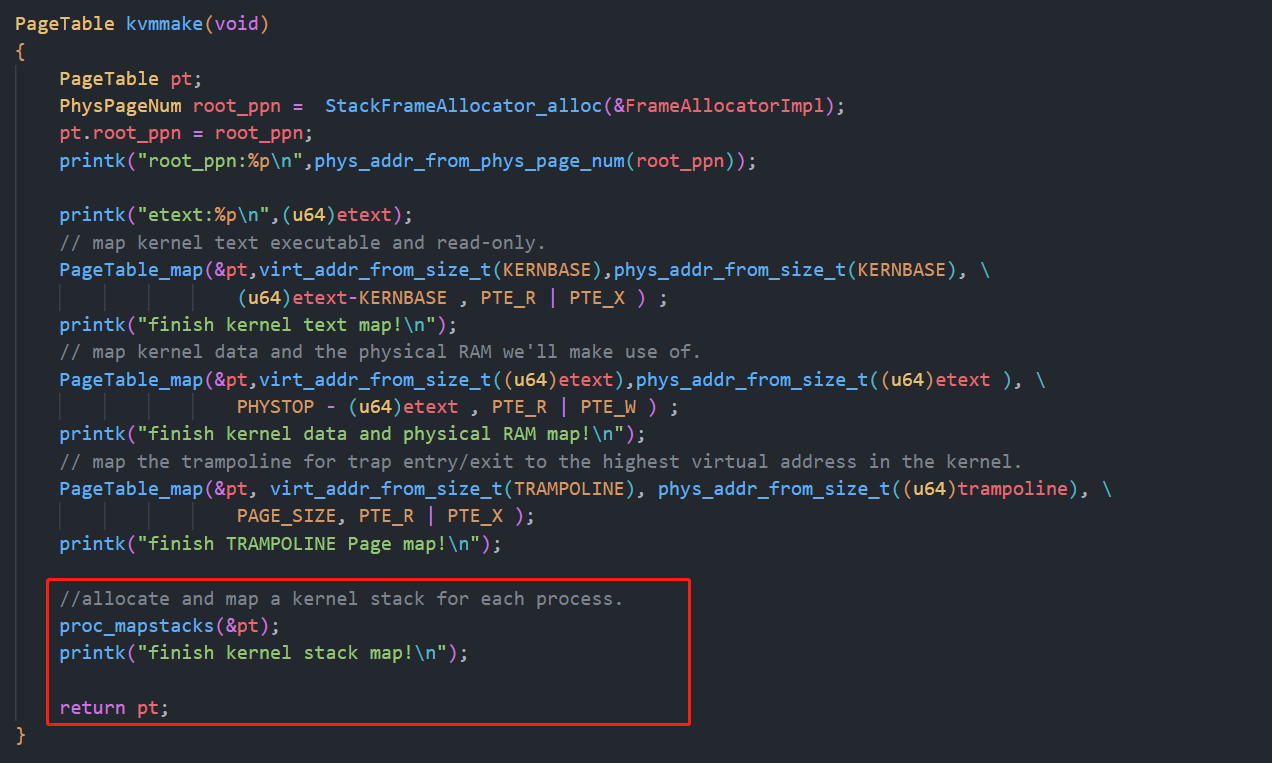 PageTable kvmmake(void)
{
PageTable pt;
PhysPageNum root_ppn =  StackFrameAllocator_alloc(&FrameAllocatorImpl);
pt.root_ppn = root_ppn;
printk("root_ppn:%p\n",phys_addr_from_phys_page_num(root_ppn));
printk("etext:%p\n",(u64)etext);
// map kernel text executable and read-only.
PageTable_map(&pt,virt_addr_from_size_t(KERNBASE),phys_addr_from_size_t(KERNBASE), \
(u64)etext-KERNBASE , PTE_R | PTE_X ) ;
printk("finish kernel text map!\n");
// map kernel data and the physical RAM we'll make use of.
PageTable_map(&pt,virt_addr_from_size_t((u64)etext),phys_addr_from_size_t((u64)etext ), \
PHYSTOP - (u64)etext , PTE_R | PTE_W ) ;
printk("finish kernel data and physical RAM map!\n");
// map the trampoline for trap entry/exit to the highest virtual address in the kernel.
PageTable_map(&pt, virt_addr_from_size_t(TRAMPOLINE), phys_addr_from_size_t((u64)trampoline), \
PAGE_SIZE, PTE_R | PTE_X );
printk("finish TRAMPOLINE Page map!\n");
//allocate and map a kernel stack for each process.
proc_mapstacks(&pt);
printk("finish kernel stack map!\n");
return pt;
}